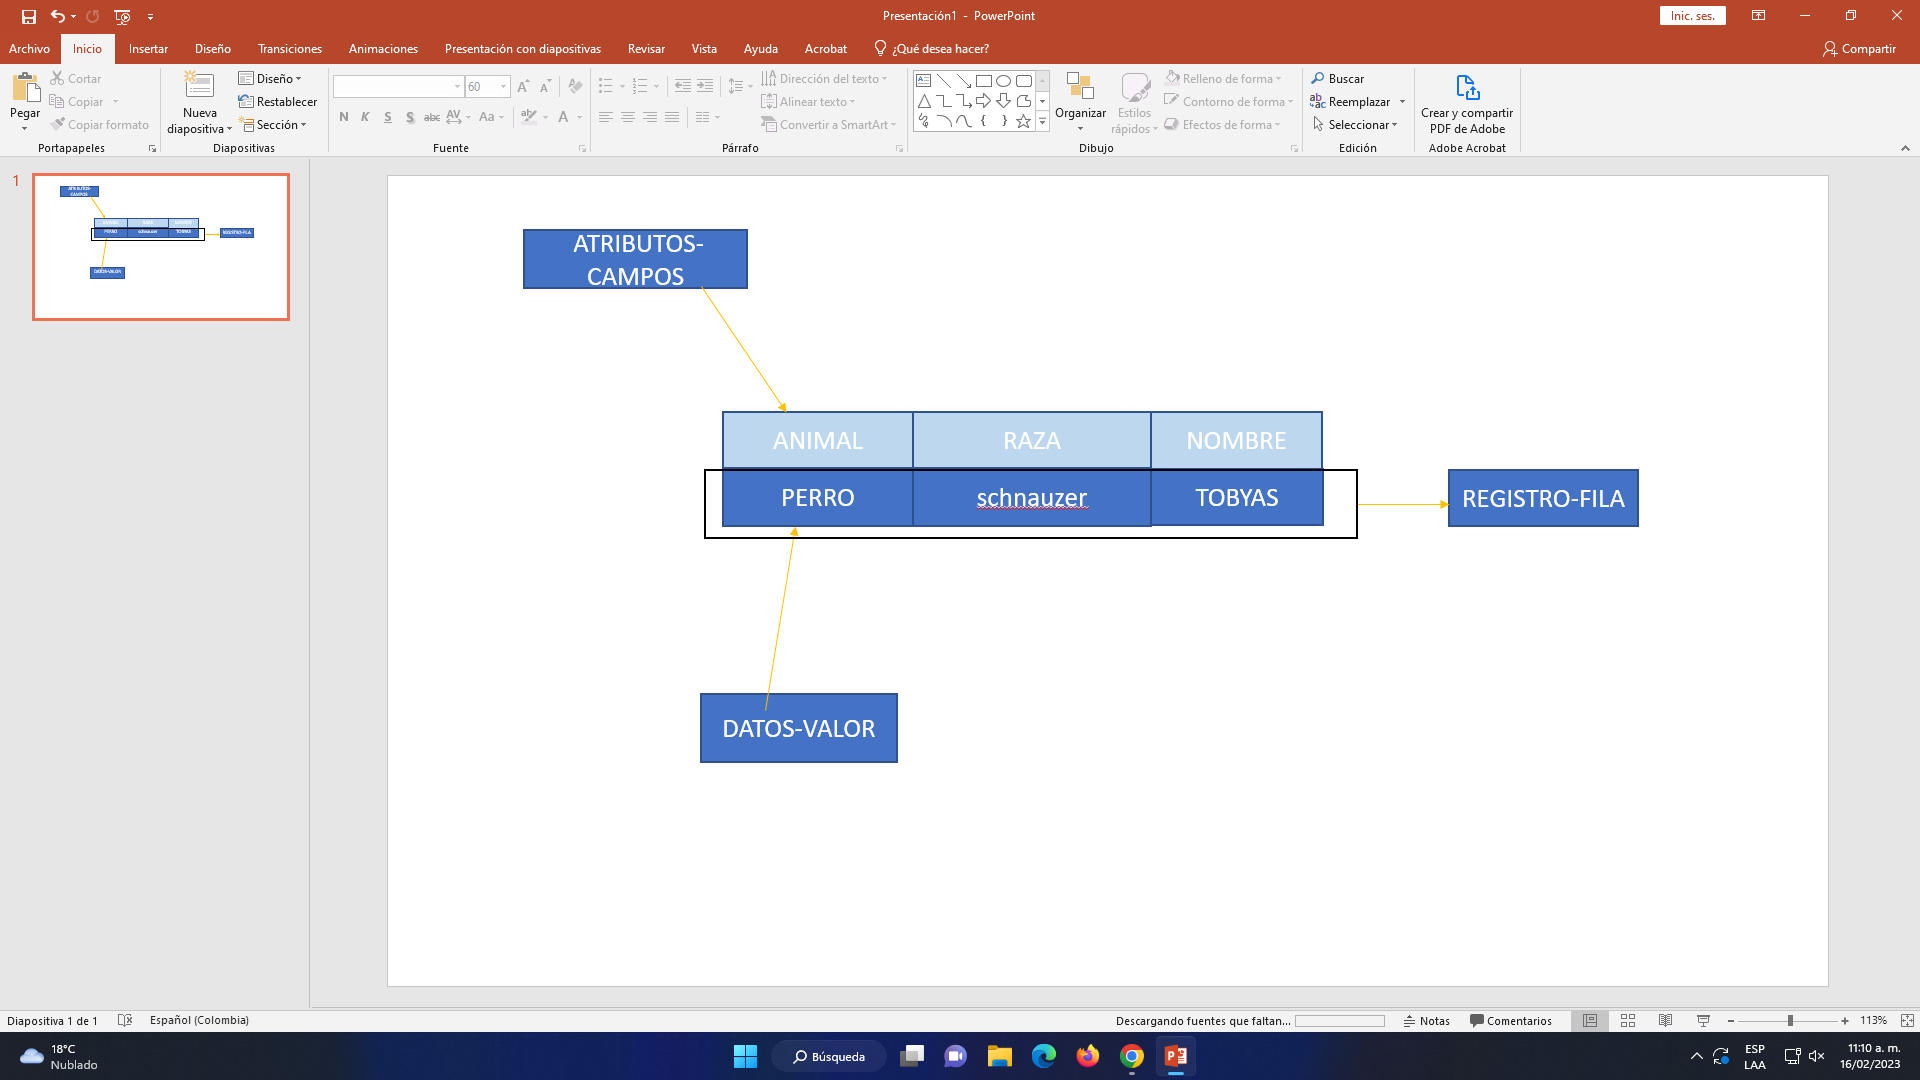 Presentación1 - PowerPoint
Inic. ses.
Archivo Inicio Insertar Diseño Transiciones Animaciones Presentación con diapositivas Revisar Vista Ayuda Acrobat ¿Qué desea hacer? Compartir
Pegar
Cortar
Copiar
Copiar formato
Portapapeles
Nueva
diapositiva
Diseño
Restablecer
Sección
Diapositivas
60
N K S S abc AV Aa A
Fuente
Dirección del texto
Alinear texto
Convertir a SmartArt
Párrafo
Organizar
Estilos
rápidos
Relleno de forma
Contorno de forma
Efectos de forma
Dibujo
Buscar
Reemplazar
Seleccionar
Edición
Crear y compartir
PDF de Adobe
Adobe Acrobat
1
ATRIBUTOS-
CAMPOS
ANIMAL RAZA NOMBRE
PERRO schnauzer TOBYAS
REGISTRO-FILA
DATOS-VALOR
Diapositiva 1 de 1 Español (Colombia) Descargando fuentes que faltan... Notas Comentarios 113%
18°C
Nublado
Búsqueda
ESP
LAA
11:10 a. m.
16/02/2023